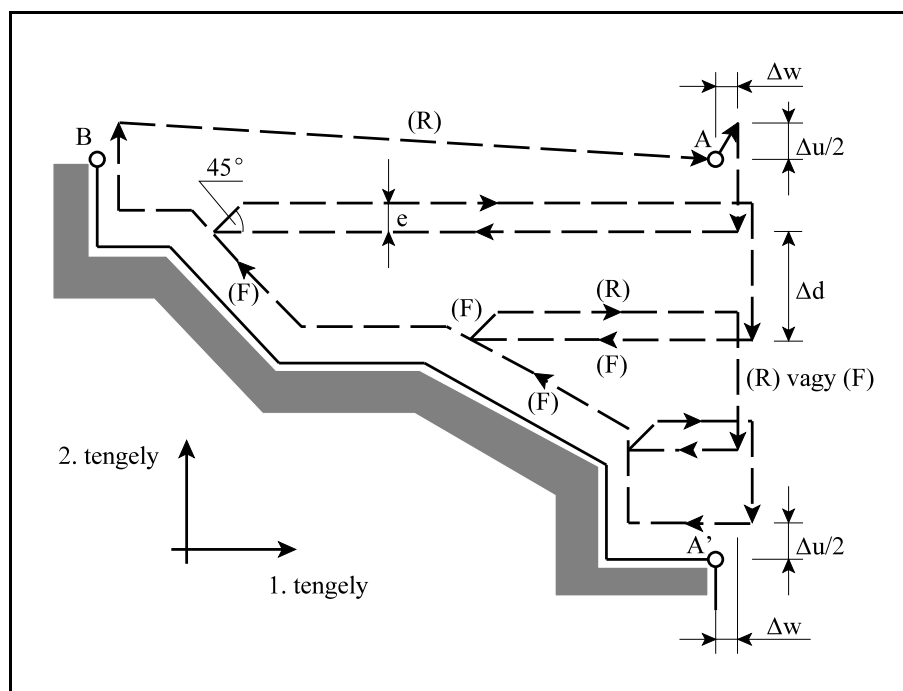 Δw
(R)
B
A
Δu/2
45°
e
(F)
(F)
(R)
Δd
(F)
(F)
(R) vagy (F)
2. tengely
A’
Δu/2
1. tengely
Δw